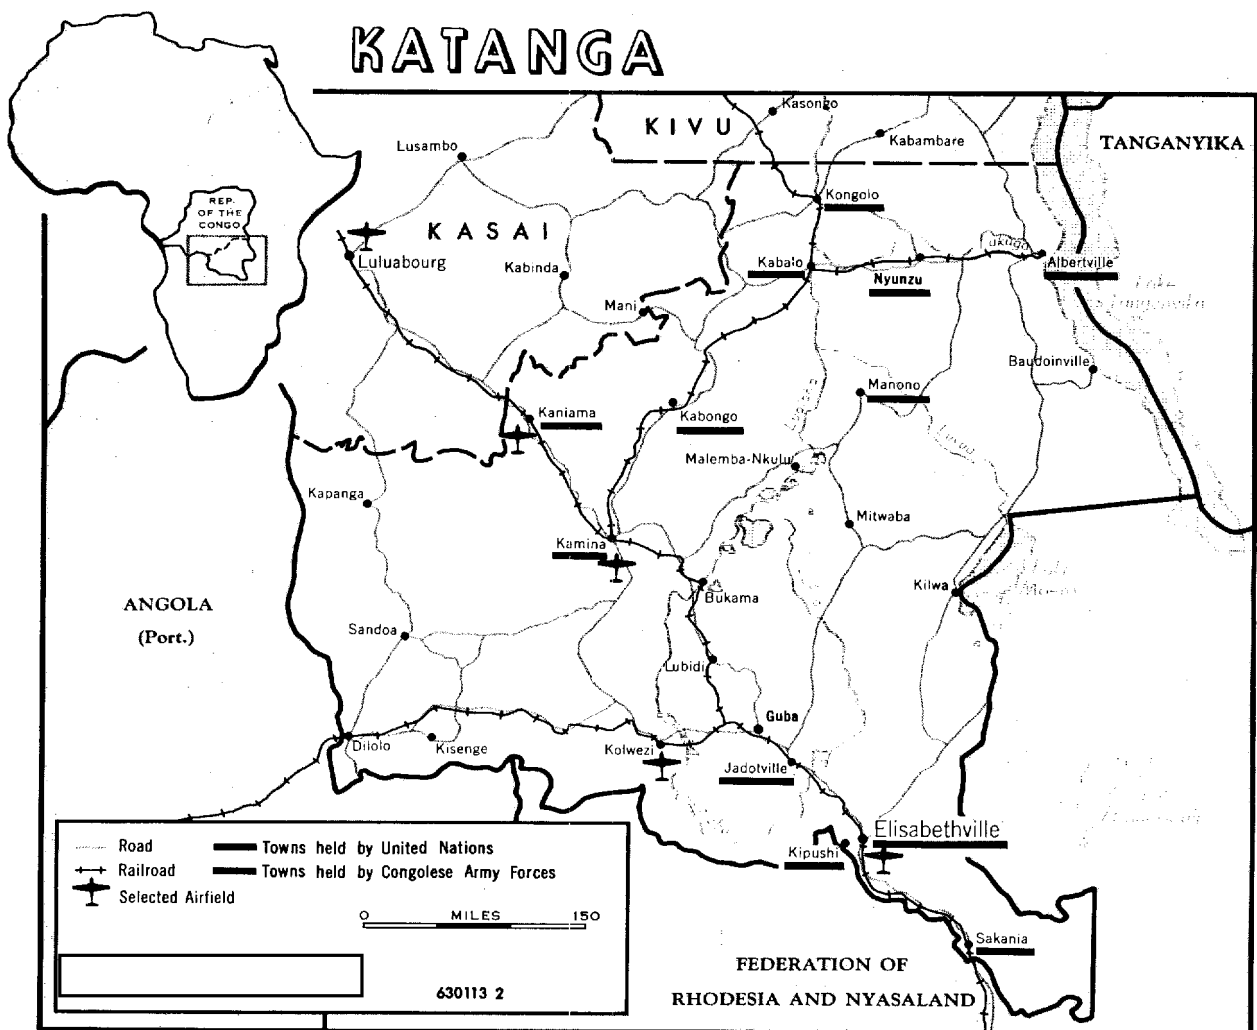 KATANGA
KIVU
Kasongo
Kabambare
TANGANYIKA
Lusambo
REP.
OF THE
CONGO
Kongolo
KASAI
Luluabourg
Kabinda
Kabalo
Nyunzu
Lukuga
Albertville
Mani
Baudoinville
Manono
Kaniama
Kabongo
Malemba-Nkulu
Kapanga
Mitwaba
Kamina
Kilwa
Bukama
ANGOLA
(Port.)
Sandoa
Lubidi
Guba
Dilolo
Kisenge
Kolwezi
Jadotville
Elisabethville
Kipushi
Road
Towns held by United Nations
Railroad
Towns held by Congolese Army Forces
Selected Airfield
0 MILES 150
Sakania
FEDERATION OF
RHODESIA AND NYASALAND
630113 2